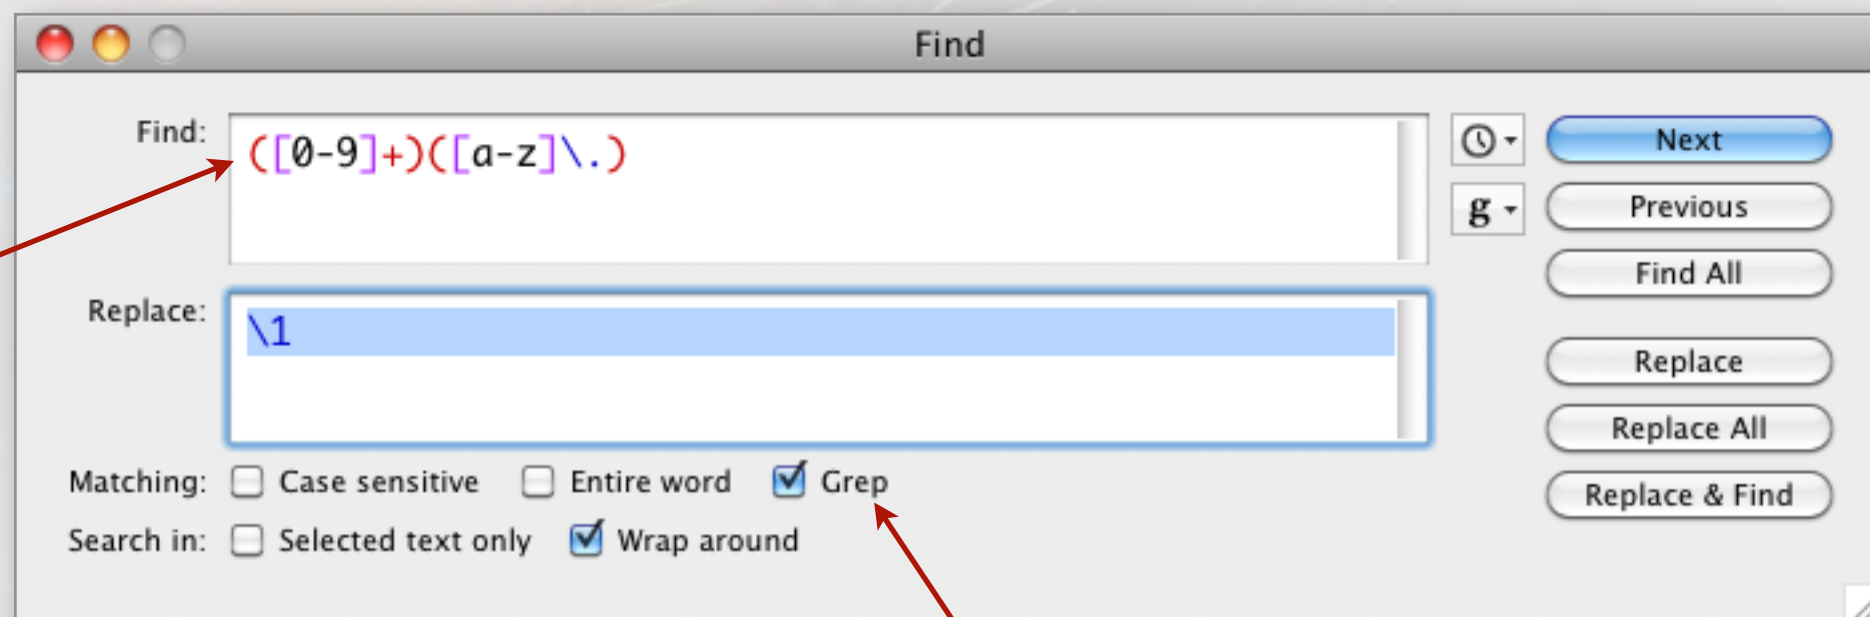 Find
Find: ([0-9]+)([a-z]\.)
g
Next
Previous
Find All
Replace: \1
Replace
Replace All
Matching: Case sensitive Entire word Grep
Replace & Find
Search in: Selected text only Wrap around